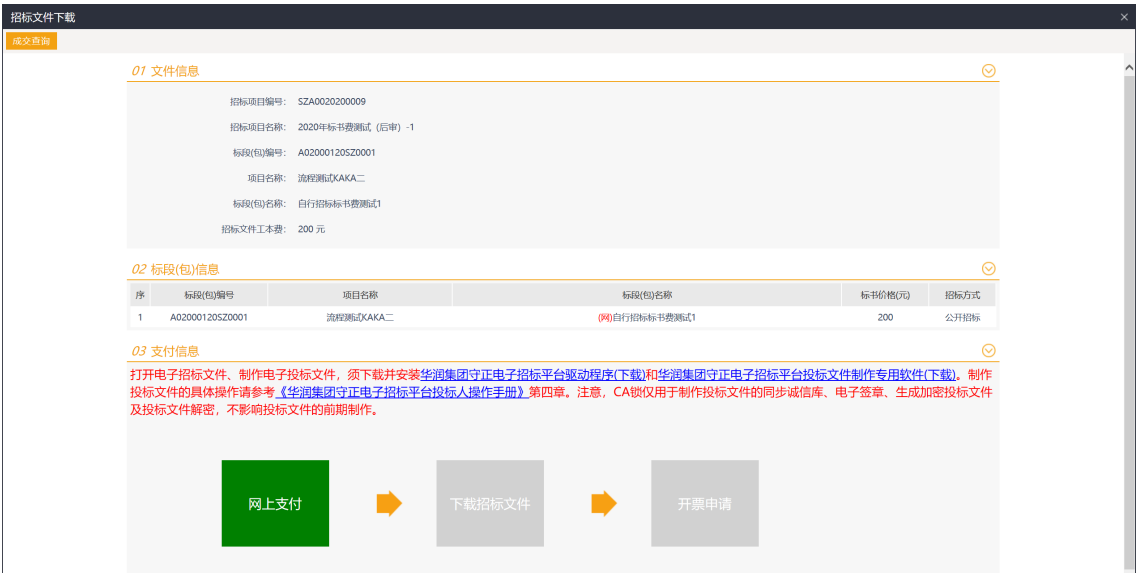 招标文件下载
成交查询
01 文件信息
招标项目编号： SZA0020200009
招标项目名称： 2020年标书费测试（后审）-1
标段(包)编号： A02000120SZ0001
项目名称： 流程测试KAKA二
标段(包)名称： 自行招标标书费测试1
招标文件工本费： 200 元
02 标段(包)信息
序 标段(包)编号 项目名称 标段(包)名称 标书价格(元) 招标方式
1 A02000120SZ0001 流程测试KAKA二 (网)自行招标标书费测试1 200 公开招标
03 支付信息
打开电子招标文件、制作电子投标文件，须下载并安装华润集团守正电子招标平台驱动程序(下载)和华润集团守正电子招标平台投标文件制作专用软件(下载)。制作
投标文件的具体操作请参考《华润集团守正电子招标平台投标人操作手册》第四章。注意，CA锁仅用于制作投标文件的同步诚信库、电子签章、生成加密投标文件
及投标文件解密，不影响投标文件的前期制作。
网上支付 下载招标文件 开票申请